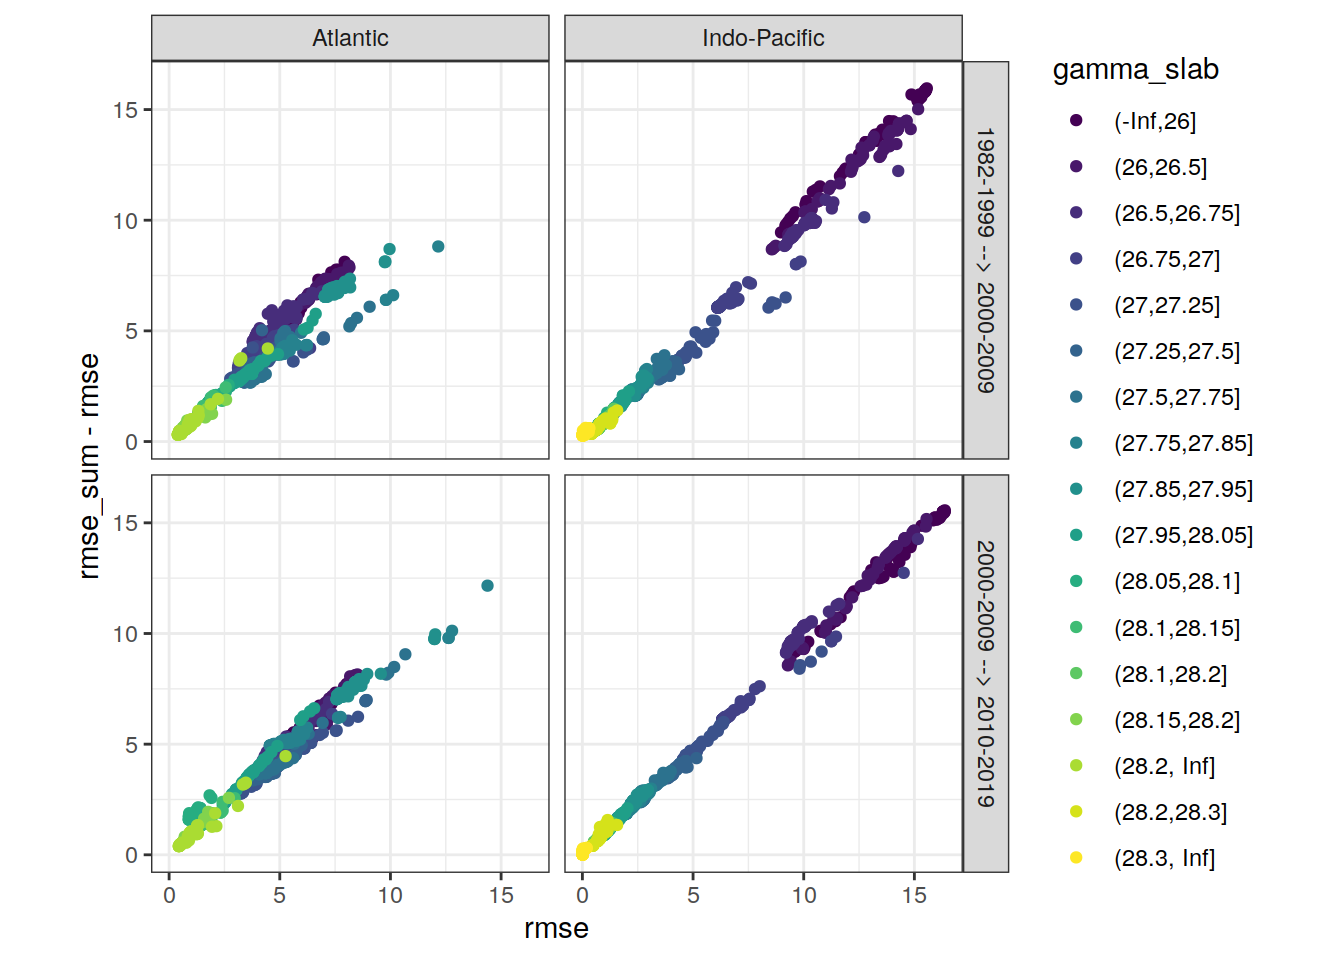 Atlantic
Indo-Pacific
gamma_slab
(-Inf,26]
(26,26.5]
(26.5,26.75]
(26.75,27]
(27,27.25]
(27.25,27.5]
(27.5,27.75]
(27.75,27.85]
(27.85,27.95]
(27.95,28.05]
(28.05,28.1]
(28.1,28.15]
(28.1,28.2]
(28.15,28.2]
(28.2, Inf]
(28.2,28.3]
(28.3, Inf]
1982-1999 --> 2000-2009
2000-2009 --> 2010-2019
rmse_sum - rmse
15
10
5
0
15
10
5
0
0 5 10 15 0 5 10 15
rmse